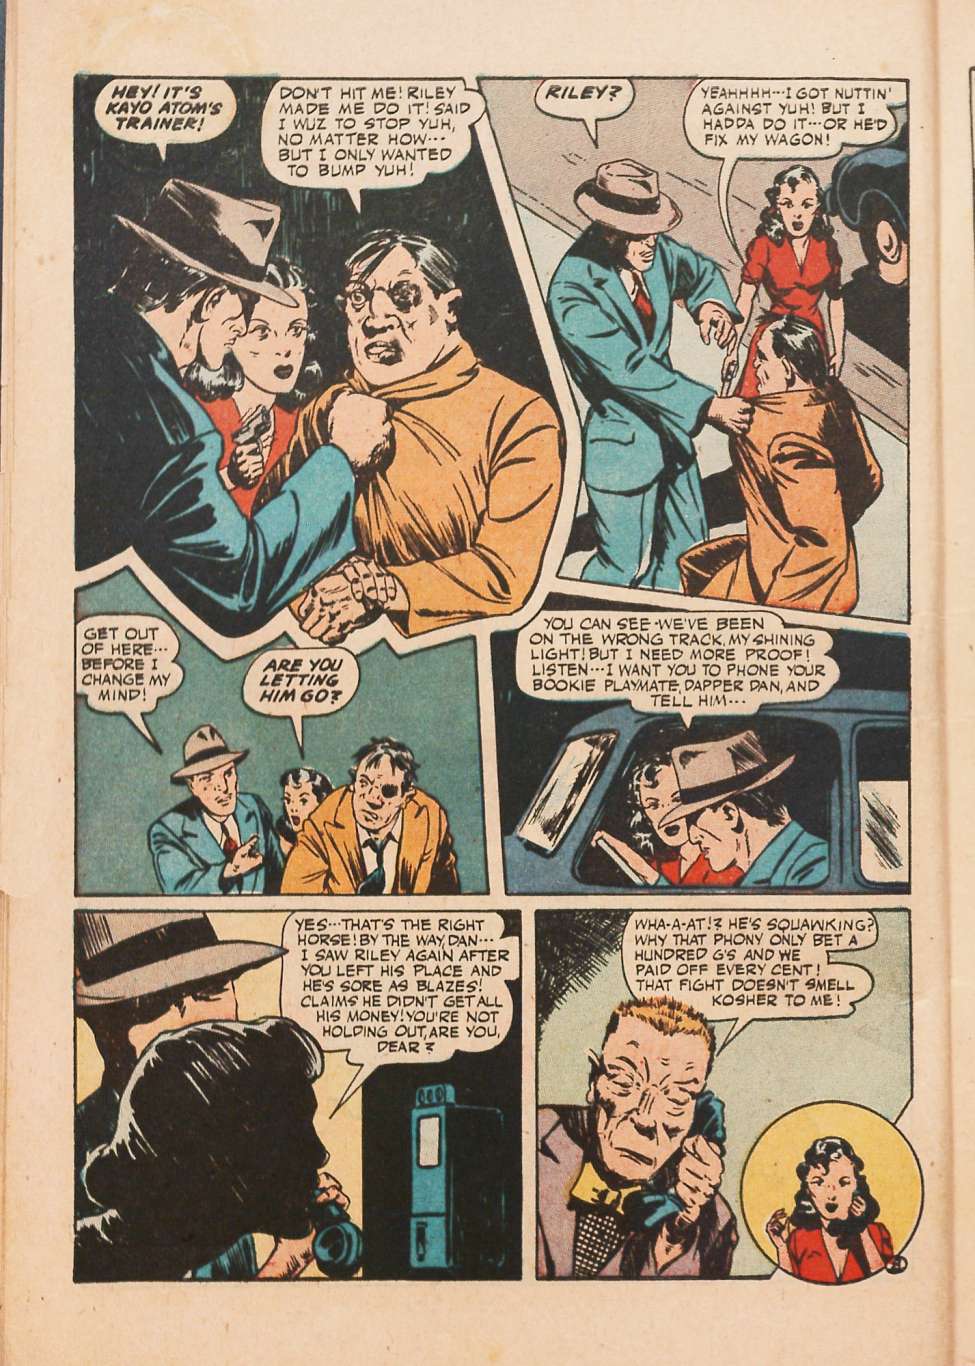 HEY! IT'S
KAYO ATOM'S
TRAINER!
DON'T HIT ME! RILEY
MADE ME DO IT! SAID
I WUZ TO STOP YUH,
NO MATTER HOW---
BUT I ONLY WANTED
TO BUMP YUH!
RILEY?
YEAHHHH---I GOT NUTTIN'
AGAINST YUH! BUT I
HADDA DO IT---OR HE'D
FIX MY WAGON!
GET OUT
OF HERE---
BEFORE I
CHANGE MY
MIND!
ARE YOU
LETTING
HIM GO?
YOU CAN SEE-WE'VE BEEN
ON THE WRONG TRACK, MY SHINING
LIGHT! BUT I NEED MORE PROOF!
LISTEN---I WANT YOU TO PHONE YOUR
BOOKIE PLAYMATE, DAPPER DAN, AND
TELL HIM---
YES---THAT'S THE RIGHT
HORSE! BY THE WAY, DAN---
I SAW RILEY AGAIN AFTER
YOU LEFT HIS PLACE AND
HE'S SORE AS BLAZES!
CLAIMS HE DIDN'T GET ALL
HIS MONEY! YOU'RE NOT
HOLDING OUT, ARE YOU,
DEAR?
WHA-A-AT!? HE'S SQUAWKING?
WHY THAT PHONY ONLY BET A
HUNDRED G'S AND WE
PAID OFF EVERY CENT!
THAT FIGHT DOESN'T SMELL
KOSHER TO ME!